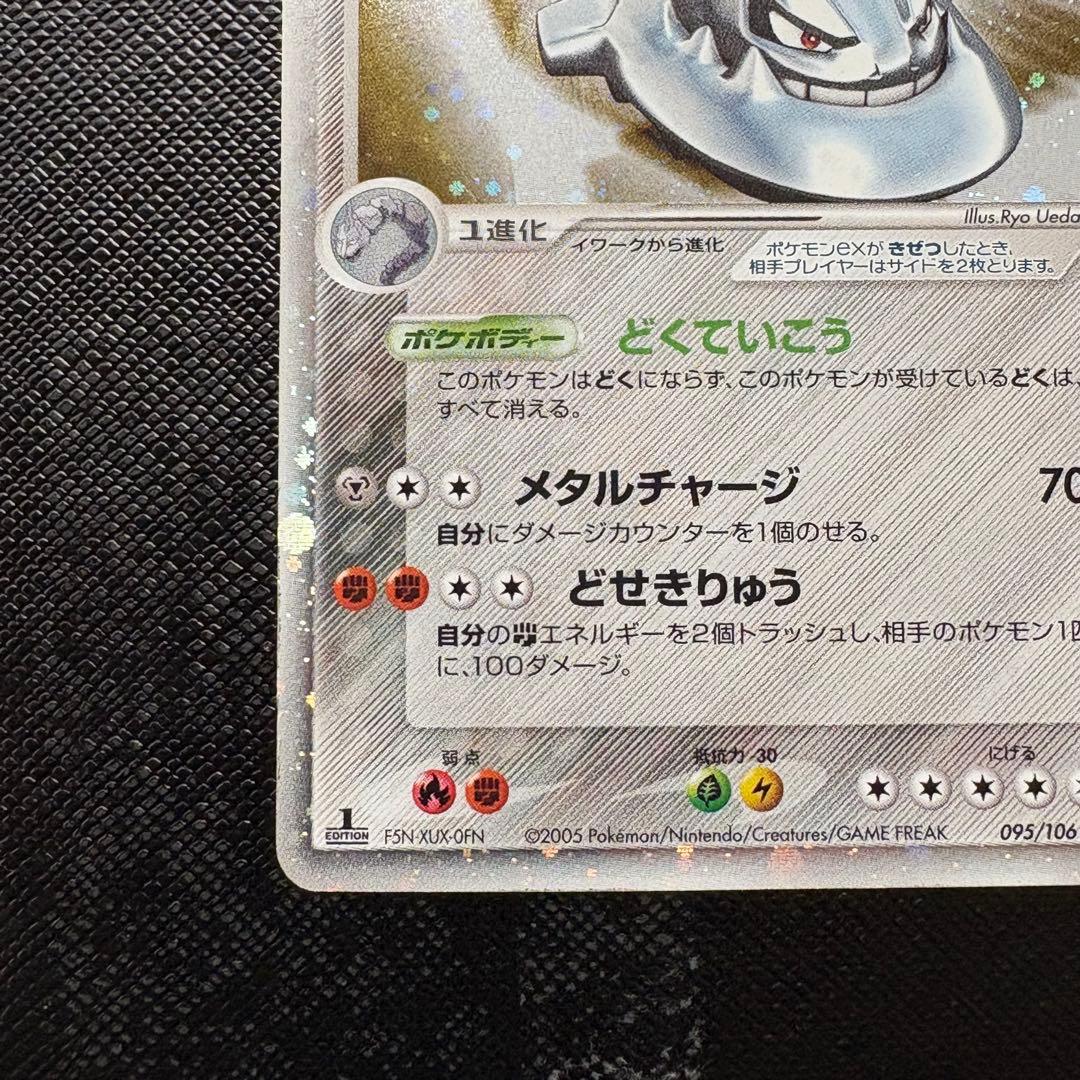 Illus.Ryo Ueda
1進化
イワークから進化
ポケモンexが きぜつしたとき、
相手プレイヤーはサイドを2枚とります。
ポケボディー どくていこう
このポケモンはどくにならず、このポケモンが受けているどくは、
すべて消える。
メタルチャージ 70
自分にダメージカウンターを1個のせる。
どせきりゅう
自分のエネルギーを2個トラッシュし、相手のポケモン1匹
に、100ダメージ。
弱点 抵抗力 30 にげる
1 EDITION F5N-XUX-0FN ©2005 Pokémon/Nintendo/Creatures/GAME FREAK 095/106